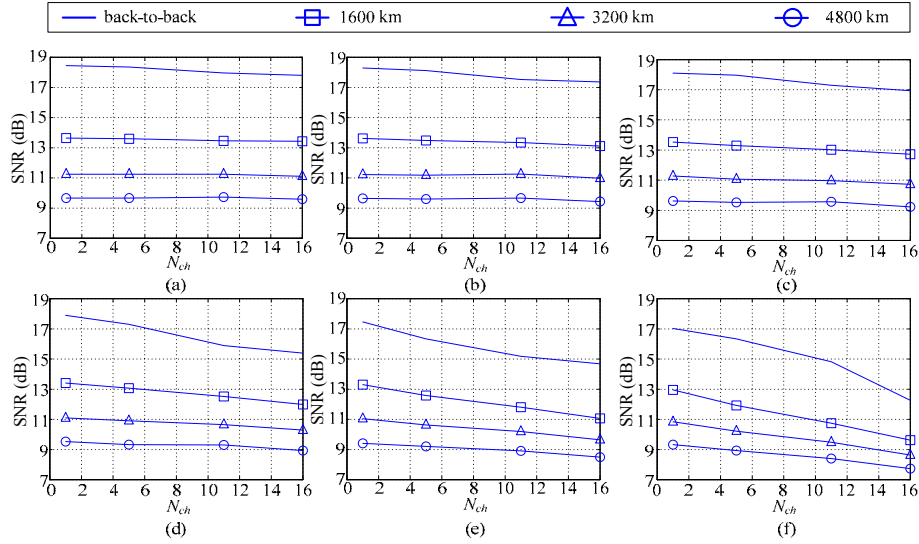 back-to-back 1600 km 3200 km 4800 km
19 17 15 13 11 9 7
SNR (dB)
0 2 4 6 8 10 12 14 16
N_ch
(a)
19 17 15 13 11 9 7
SNR (dB)
0 2 4 6 8 10 12 14 16
N_ch
(b)
19 17 15 13 11 9 7
SNR (dB)
0 2 4 6 8 10 12 14 16
N_ch
(c)
19 17 15 13 11 9 7
SNR (dB)
0 2 4 6 8 10 12 14 16
N_ch
(d)
19 17 15 13 11 9 7
SNR (dB)
0 2 4 6 8 10 12 14 16
N_ch
(e)
19 17 15 13 11 9 7
SNR (dB)
0 2 4 6 8 10 12 14 16
N_ch
(f)